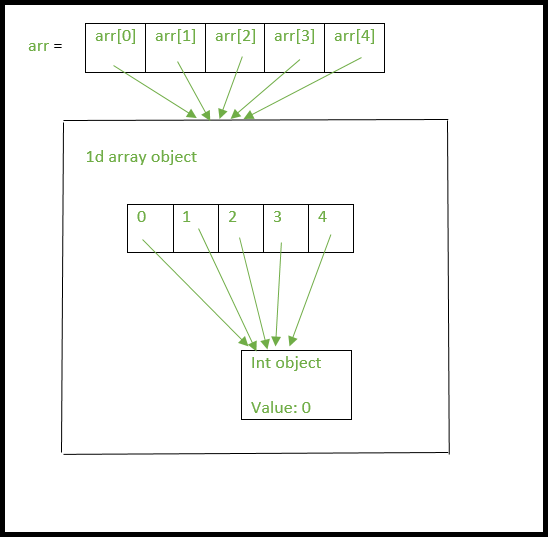 arr = arr[0] arr[1] arr[2] arr[3] arr[4]
1d array object
0 1 2 3 4
Int object
Value: 0